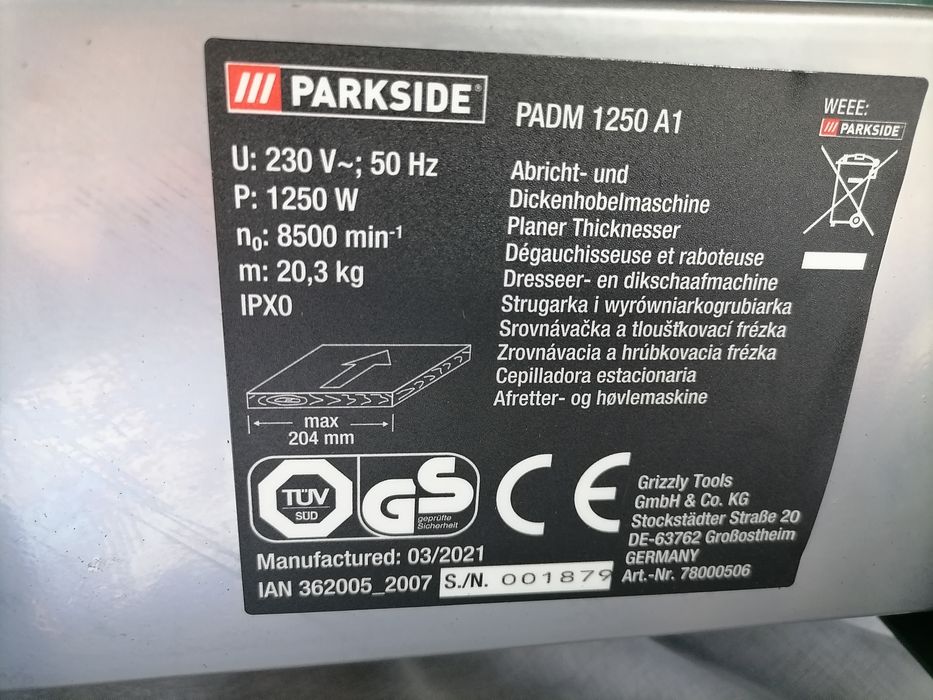 PARKSIDE®
PADM 1250 A1
WEEE:
PARKSIDE
U: 230 V~; 50 Hz
P: 1250 W
n₀: 8500 min⁻¹
m: 20,3 kg
IPX0
Abricht- und
Dickenhobelmaschine
Planer Thicknesser
Dégauchisseuse et raboteuse
Dresseer- en dikschaafmachine
Strugarka i wyrówniarkogrubiarka
Srovnávačka a tloušťkovací frézka
Zrovnávacia a hrúbkovacia frézka
Cepilladora estacionaria
Afretter- og høvlemaskine
max
204 mm
TÜV
SÜD
GS
geprüfte
Sicherheit
CE
Grizzly Tools
GmbH & Co. KG
Stockstädter Straße 20
DE-63762 Großostheim
GERMANY
Art.-Nr. 78000506
Manufactured: 03/2021
IAN 362005_2007
S./N. 001879